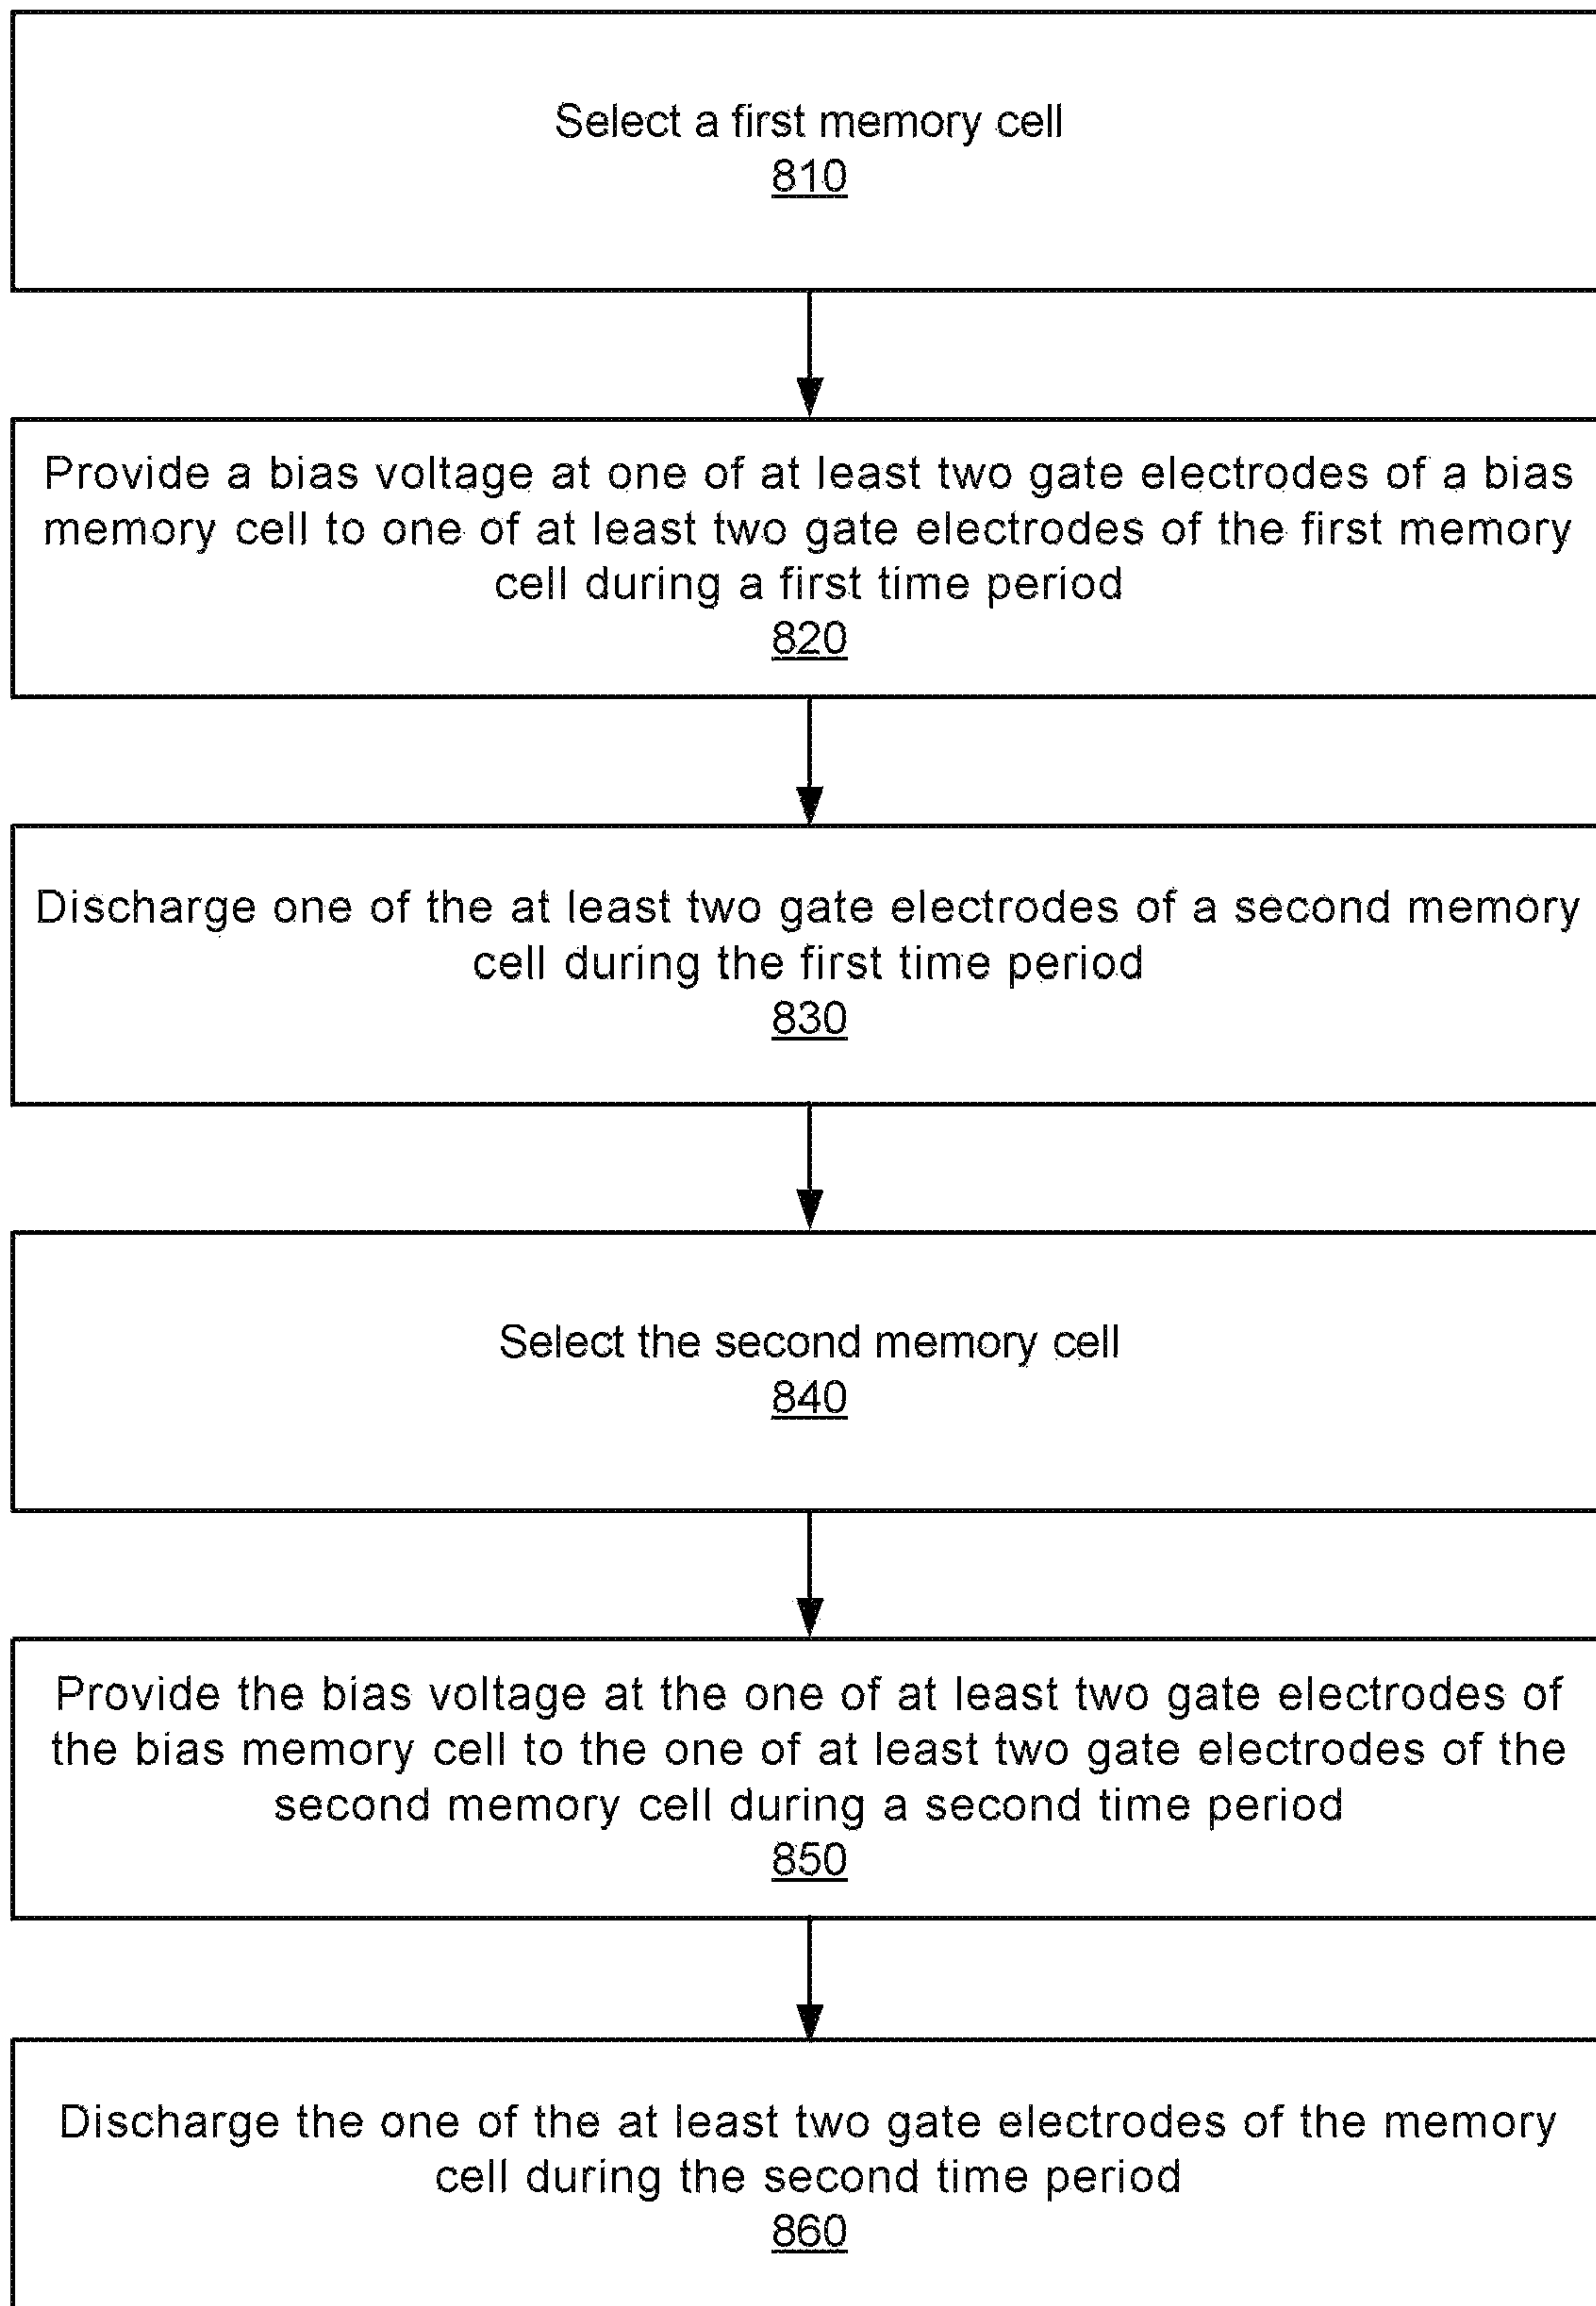 Select a first memory cell
810
Provide a bias voltage at one of at least two gate electrodes of a bias
memory cell to one of at least two gate electrodes of the first memory
cell during a first time period
820
Discharge one of the at least two gate electrodes of a second memory
cell during the first time period
830
Select the second memory cell
840
Provide the bias voltage at the one of at least two gate electrodes of
the bias memory cell to the one of at least two gate electrodes of the
second memory cell during a second time period
850
Discharge the one of the at least two gate electrodes of the memory
cell during the second time period
860